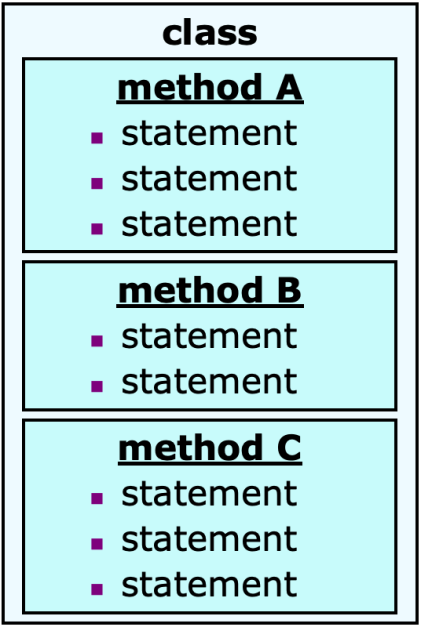 class
method A
▪ statement
▪ statement
▪ statement
method B
▪ statement
▪ statement
method C
▪ statement
▪ statement
▪ statement